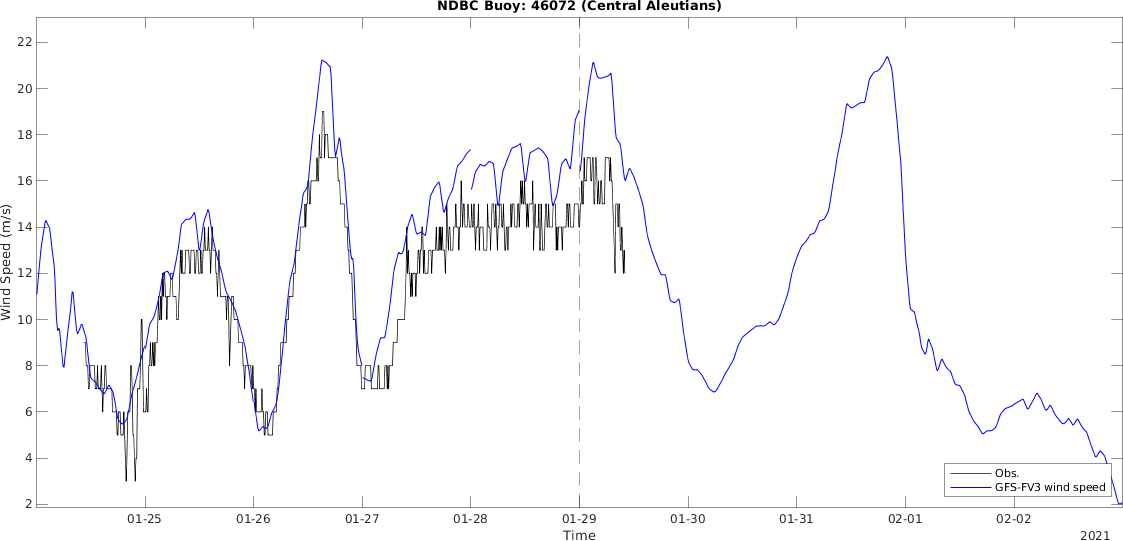 NDBC Buoy: 46072 (Central Aleutians)
22
20
18
16
14
12
10
8
6
4
2
Wind Speed (m/s)
01-25 01-26 01-27 01-28 01-29 01-30 01-31 02-01 02-02
Time
2021
Obs.
GFS-FV3 wind speed